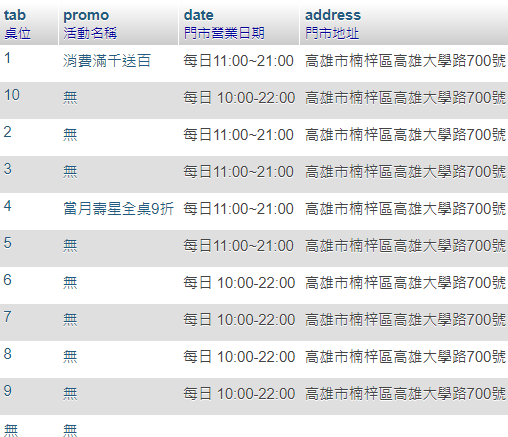 tab promo date address
桌位 活動名稱 門市營業日期 門市地址
1 消費滿千送百 每日11:00~21:00 高雄市楠梓區高雄大學路700號
10 無 每日 10:00-22:00 高雄市楠梓區高雄大學路700號
2 無 每日11:00~21:00 高雄市楠梓區高雄大學路700號
3 無 每日11:00~21:00 高雄市楠梓區高雄大學路700號
4 當月壽星全桌9折 每日11:00~21:00 高雄市楠梓區高雄大學路700號
5 無 每日11:00~21:00 高雄市楠梓區高雄大學路700號
6 無 每日 10:00-22:00 高雄市楠梓區高雄大學路700號
7 無 每日 10:00-22:00 高雄市楠梓區高雄大學路700號
8 無 每日 10:00-22:00 高雄市楠梓區高雄大學路700號
9 無 每日 10:00-22:00 高雄市楠梓區高雄大學路700號
無 無